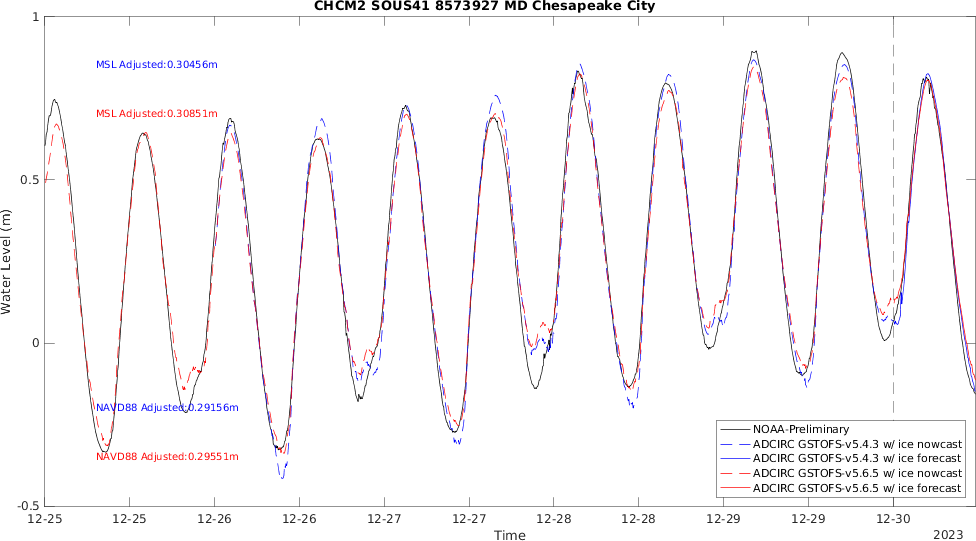 CHCM2 SOUS41 8573927 MD Chesapeake City
1
MSL Adjusted:0.30456m
MSL Adjusted:0.30851m
0.5
Water Level (m)
0
NAVD88 Adjusted:0.29156m
NAVD88 Adjusted:0.29551m
-0.5
NOAA-Preliminary
ADCIRC GSTOFS-v5.4.3 w/ ice nowcast
ADCIRC GSTOFS-v5.4.3 w/ ice forecast
ADCIRC GSTOFS-v5.6.5 w/ ice nowcast
ADCIRC GSTOFS-v5.6.5 w/ ice forecast
12-25 12-25 12-26 12-26 12-27 12-27 12-28 12-28 12-29 12-29 12-30
Time
2023